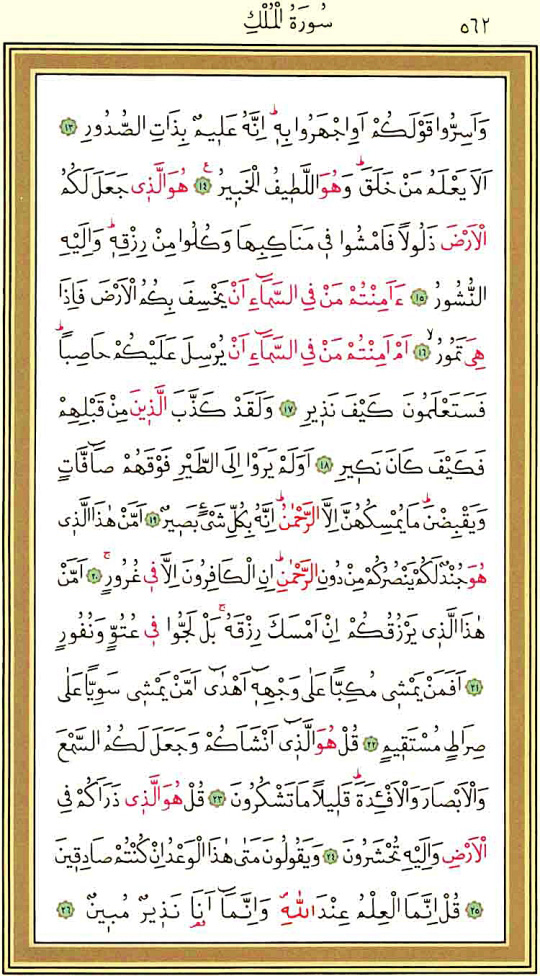 سُورَةُ الْمُلْكِ ٥٦٢
وَاَسِرُّوا قَوْلَكُمْ اَوِ اجْهَرُوا بِه۪ۜ اِنَّهُ عَل۪يمٌ بِذَاتِ الصُّدُورِ ﴿١٣﴾
اَلَا يَعْلَمُ مَنْ خَلَقَۜ وَهُوَ اللَّط۪يفُ الْخَب۪يرُ۟ ﴿١٤﴾ هُوَ الَّذ۪ي جَعَلَ لَكُمُ
الْاَرْضَ ذَلُولاً فَامْشُوا ف۪ي مَنَاكِبِهَا وَكُلُوا مِنْ رِزْقِه۪ۜ وَاِلَيْهِ
النُّشُورُ ﴿١٥﴾ ءَاَمِنْتُمْ مَنْ فِي السَّمَٓاءِ اَنْ يَخْسِفَ بِكُمُ الْاَرْضَ فَاِذَا
هِيَ تَمُورُۙ ﴿١٦﴾ اَمْ اَمِنْتُمْ مَنْ فِي السَّمَٓاءِ اَنْ يُرْسِلَ عَلَيْكُمْ حَاصِباًۜ
فَسَتَعْلَمُونَ كَيْفَ نَذ۪يرِ ﴿١٧﴾ وَلَقَدْ كَذَّبَ الَّذ۪ينَ مِنْ قَبْلِهِمْ
فَكَيْفَ كَانَ نَك۪يرِ ﴿١٨﴾ اَوَلَمْ يَرَوْا اِلَى الطَّيْرِ فَوْقَهُمْ صَٓافَّاتٍ
وَيَقْبِضْنَۜ مَا يُمْسِكُهُنَّ اِلَّا الرَّحْمٰنُۜ اِنَّهُ بِكُلِّ شَيْءٍ بَص۪يرٌ ﴿١٩﴾ اَمَّنْ هٰذَا الَّذ۪ي
هُوَ جُنْدٌ لَكُمْ يَنْصُرُكُمْ مِنْ دُونِ الرَّحْمٰنِۜ اِنِ الْكَافِرُونَ اِلَّا ف۪ي غُرُورٍۚ ﴿٢٠﴾ اَمَّنْ
هٰذَا الَّذ۪ي يَرْزُقُكُمْ اِنْ اَمْسَكَ رِزْقَهُۚ بَلْ لَجُّوا ف۪ي عُتُوٍّ وَنُفُورٍ
﴿٢١﴾ اَفَمَنْ يَمْش۪ي مُكِبًّا عَلٰى وَجْهِه۪ٓ اَهْدٰٓى اَمَّنْ يَمْش۪ي سَوِيًّا عَلٰى
صِرَاطٍ مُسْتَق۪يمٍ ﴿٢٢﴾ قُلْ هُوَ الَّذ۪ٓي اَنْشَاَكُمْ وَجَعَلَ لَكُمُ السَّمْعَ
وَالْاَبْصَارَ وَالْاَفْـِٔدَةَۜ قَل۪يلاً مَا تَشْكُرُونَ ﴿٢٣﴾ قُلْ هُوَ الَّذ۪ي ذَرَاَكُمْ فِي
الْاَرْضِ وَاِلَيْهِ تُحْشَرُونَ ﴿٢٤﴾ وَيَقُولُونَ مَتٰى هٰذَا الْوَعْدُ اِنْ كُنْتُمْ صَادِق۪ينَ
﴿٢٥﴾ قُلْ اِنَّمَا الْعِلْمُ عِنْدَ اللّٰهِۖ وَاِنَّمَٓا اَنَا۬ نَذ۪يرٌ مُب۪ينٌ ﴿٢٦﴾